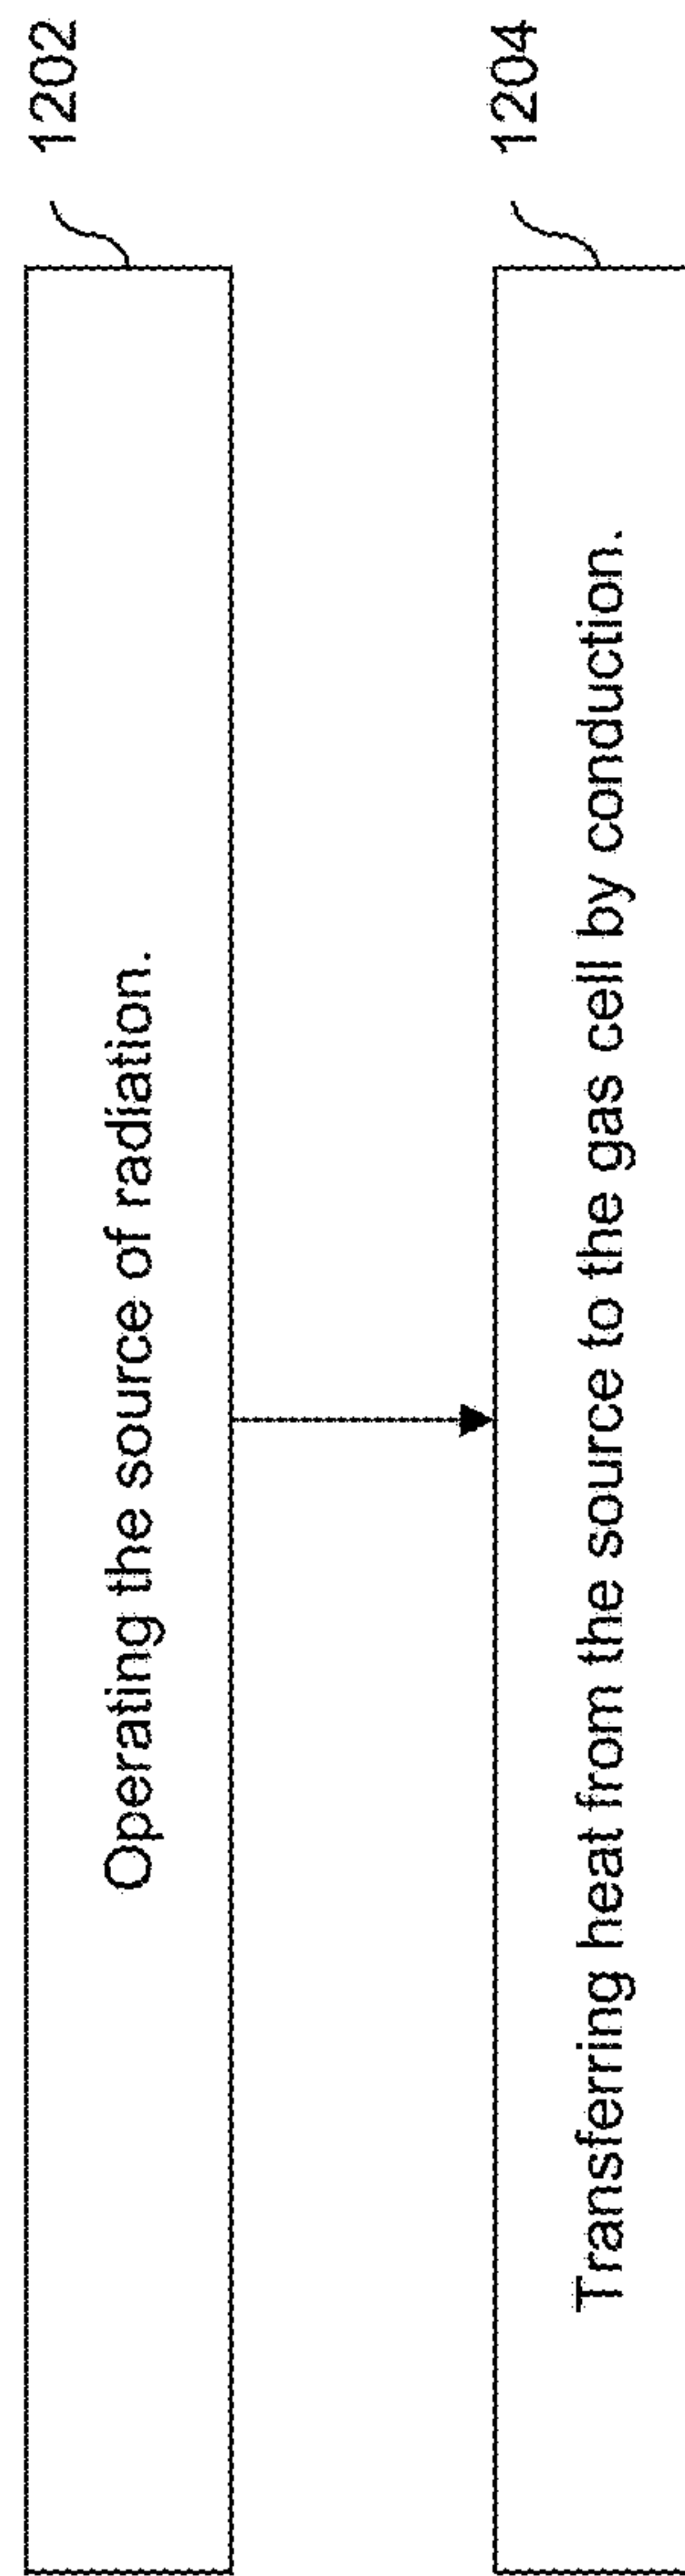 1202
Operating the source of radiation.
1204
Transferring heat from the source to the gas cell by conduction.